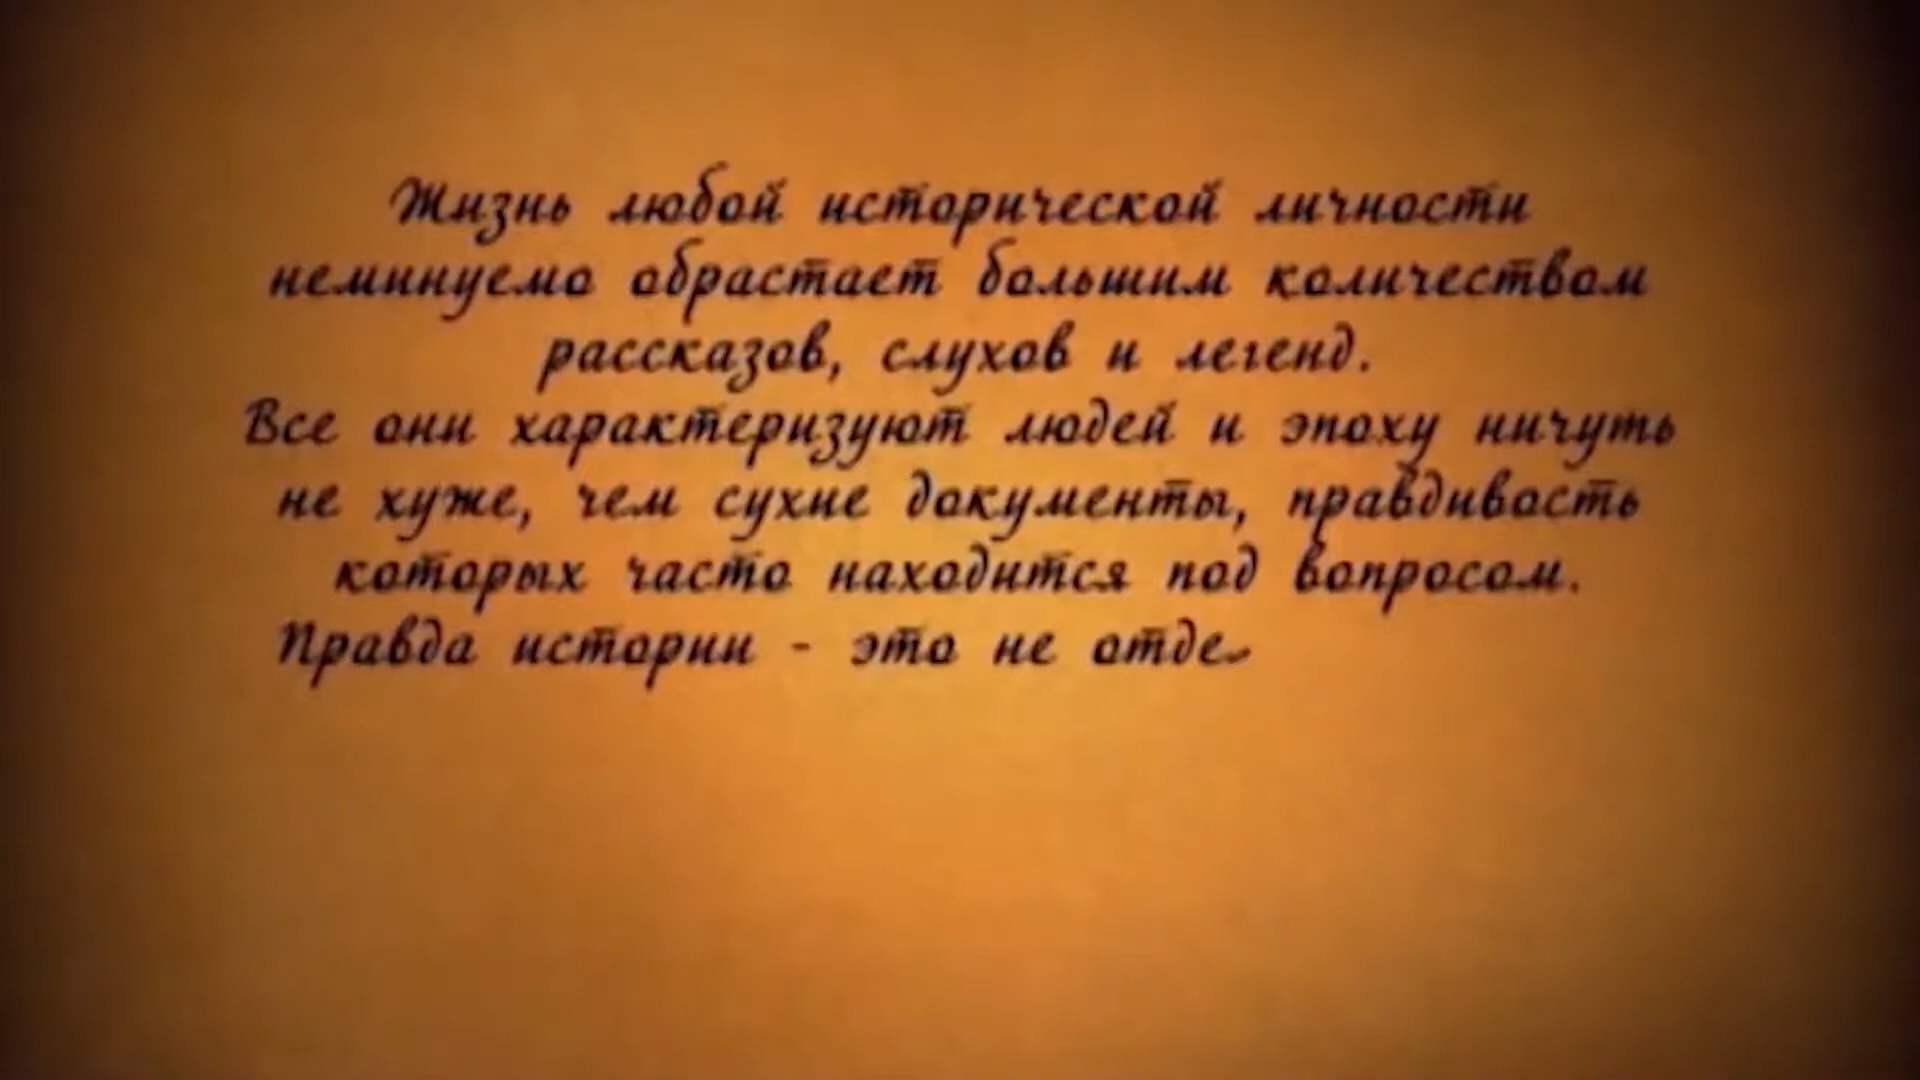 Жизнь любой исторической личности
неминуемо обрастает большим количеством
рассказов, слухов и легенд.
Все они характеризуют людей и эпоху ничуть
не хуже, чем сухие документы, правдивость
которых часто находится под вопросом.
Правда истории - это не отде